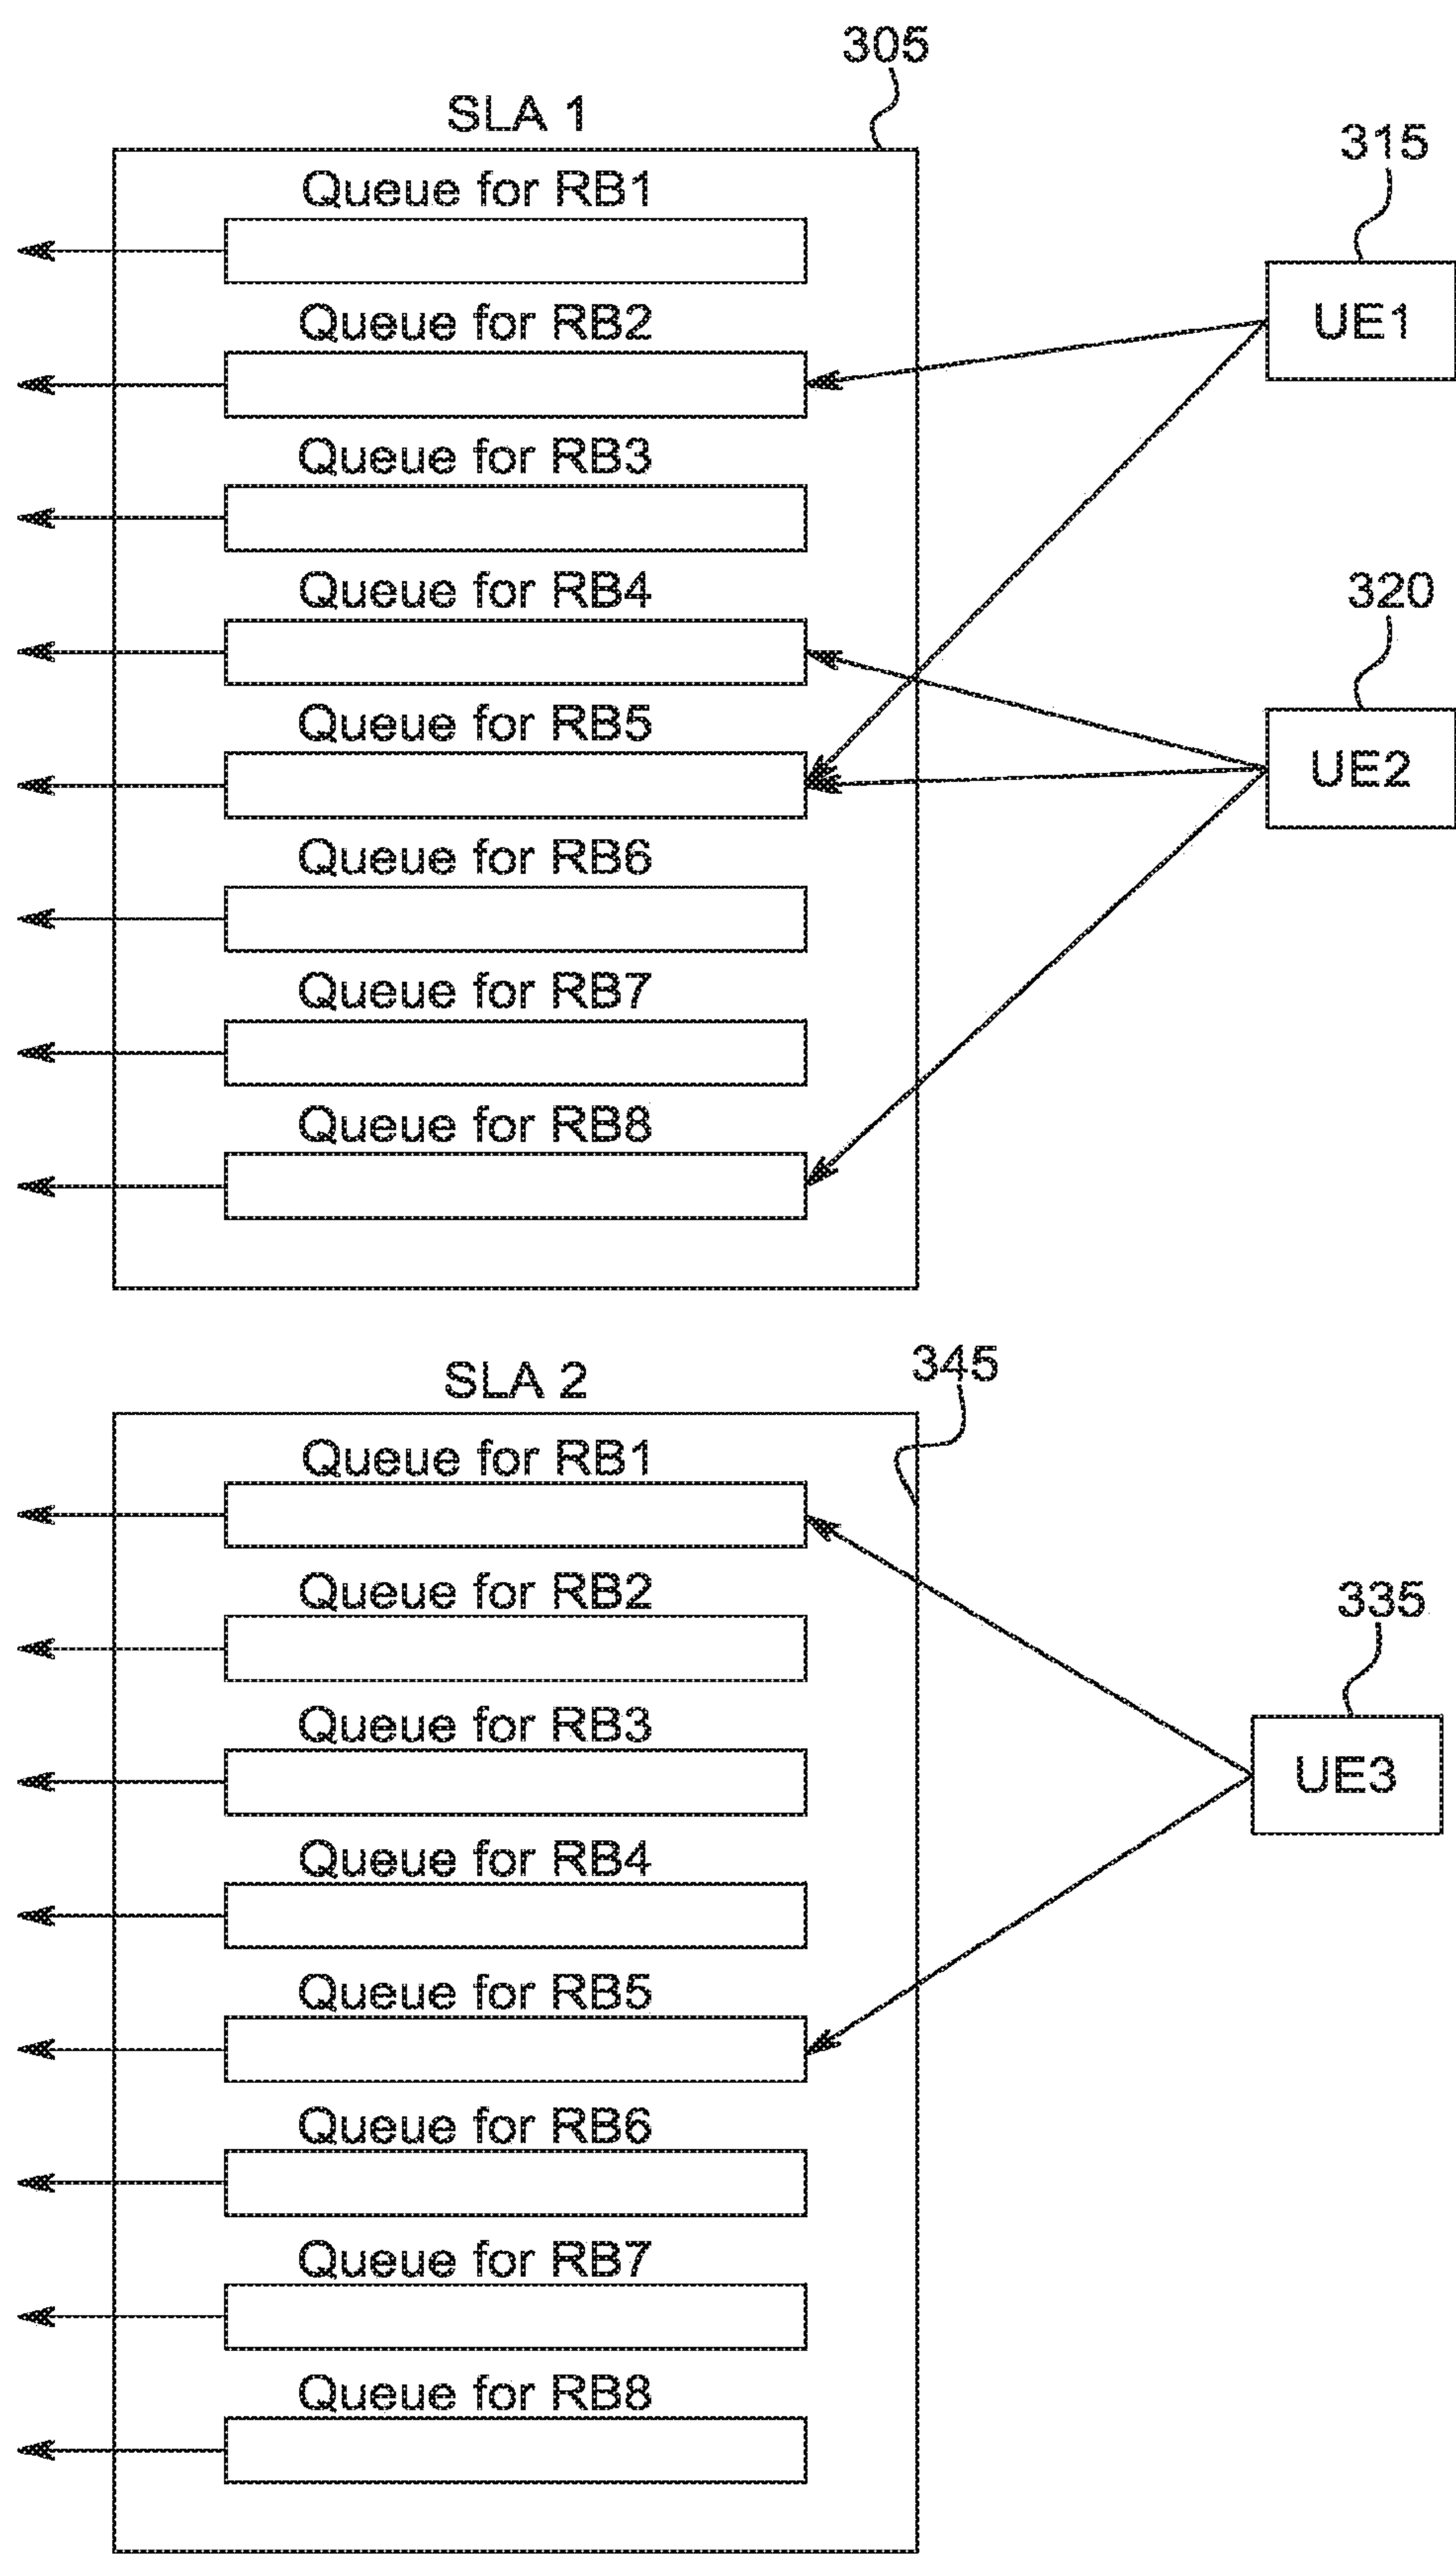 305
SLA 1
315
Queue for RB1
Queue for RB2
UE1
Queue for RB3
320
Queue for RB4
Queue for RB5
UE2
Queue for RB6
Queue for RB7
Queue for RB8
345
SLA 2
Queue for RB1
Queue for RB2
335
Queue for RB3
UE3
Queue for RB4
Queue for RB5
Queue for RB6
Queue for RB7
Queue for RB8